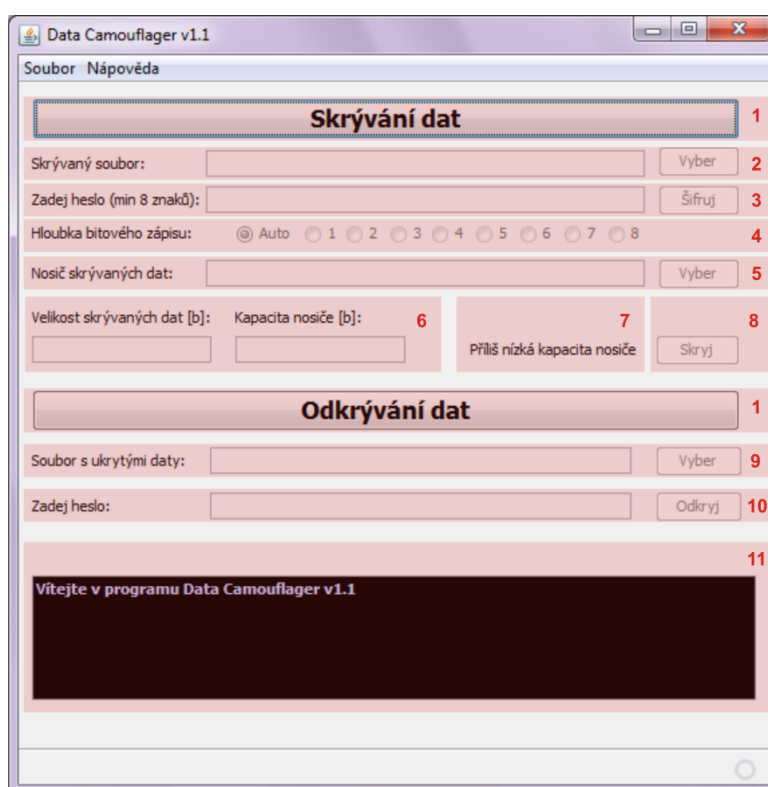 Data Camouflager v1.1
Soubor Nápověda
Skrývání dat 1
Skrývaný soubor: Vyber 2
Zadej heslo (min 8 znaků): Šifruj 3
Hloubka bitového zápisu: Auto 1 2 3 4 5 6 7 8 4
Nosič skrývaných dat: Vyber 5
Velikost skrývaných dat [b]: Kapacita nosiče [b]: 6 7 8
Příliš nízká kapacita nosiče Skryj
Odkrývání dat 1
Soubor s ukrytými daty: Vyber 9
Zadej heslo: Odkryj 10
11
Vítejte v programu Data Camouflager v1.1